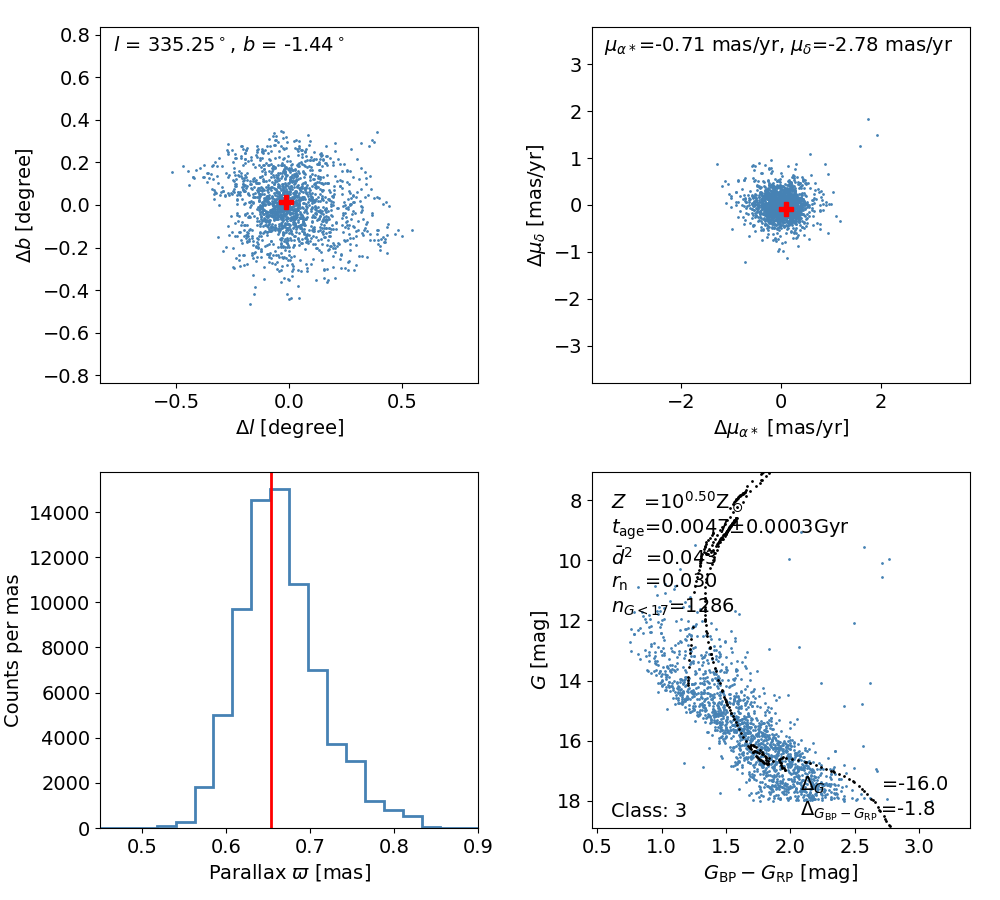 l = 335.25°, b = -1.44°
0.8
0.6
0.4
0.2
0.0
−0.2
−0.4
−0.6
−0.8
Δb [degree]
−0.5 0.0 0.5
Δl [degree]
μα*=-0.71 mas/yr, μδ=-2.78 mas/yr
3
2
1
0
−1
−2
−3
Δμδ [mas/yr]
−2 0 2
Δμα* [mas/yr]
14000
12000
10000
8000
6000
4000
2000
0
Counts per mas
0.5 0.6 0.7 0.8 0.9
Parallax ϖ [mas]
Z =10^0.50 Z⊙
t_age=0.0047±0.0003Gyr
d̄² =0.043
r_n =0.030
n_G<17=1286
8
10
12
14
16
18
G [mag]
Δ_G =-16.0
Δ_GBP−GRP=-1.8
Class: 3
0.5 1.0 1.5 2.0 2.5 3.0
G_BP − G_RP [mag]